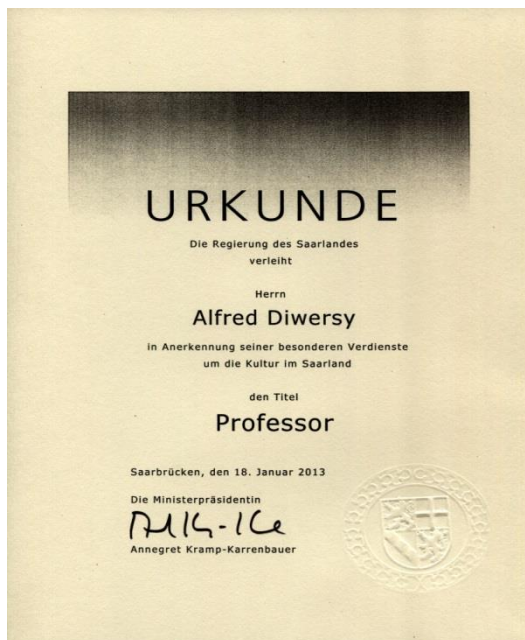 URKUNDE
Die Regierung des Saarlandes
verleiht
Herrn
Alfred Diwersy
in Anerkennung seiner besonderen Verdienste
um die Kultur im Saarland
den Titel
Professor
Saarbrücken, den 18. Januar 2013
Die Ministerpräsidentin
Annegret Kramp-Karrenbauer